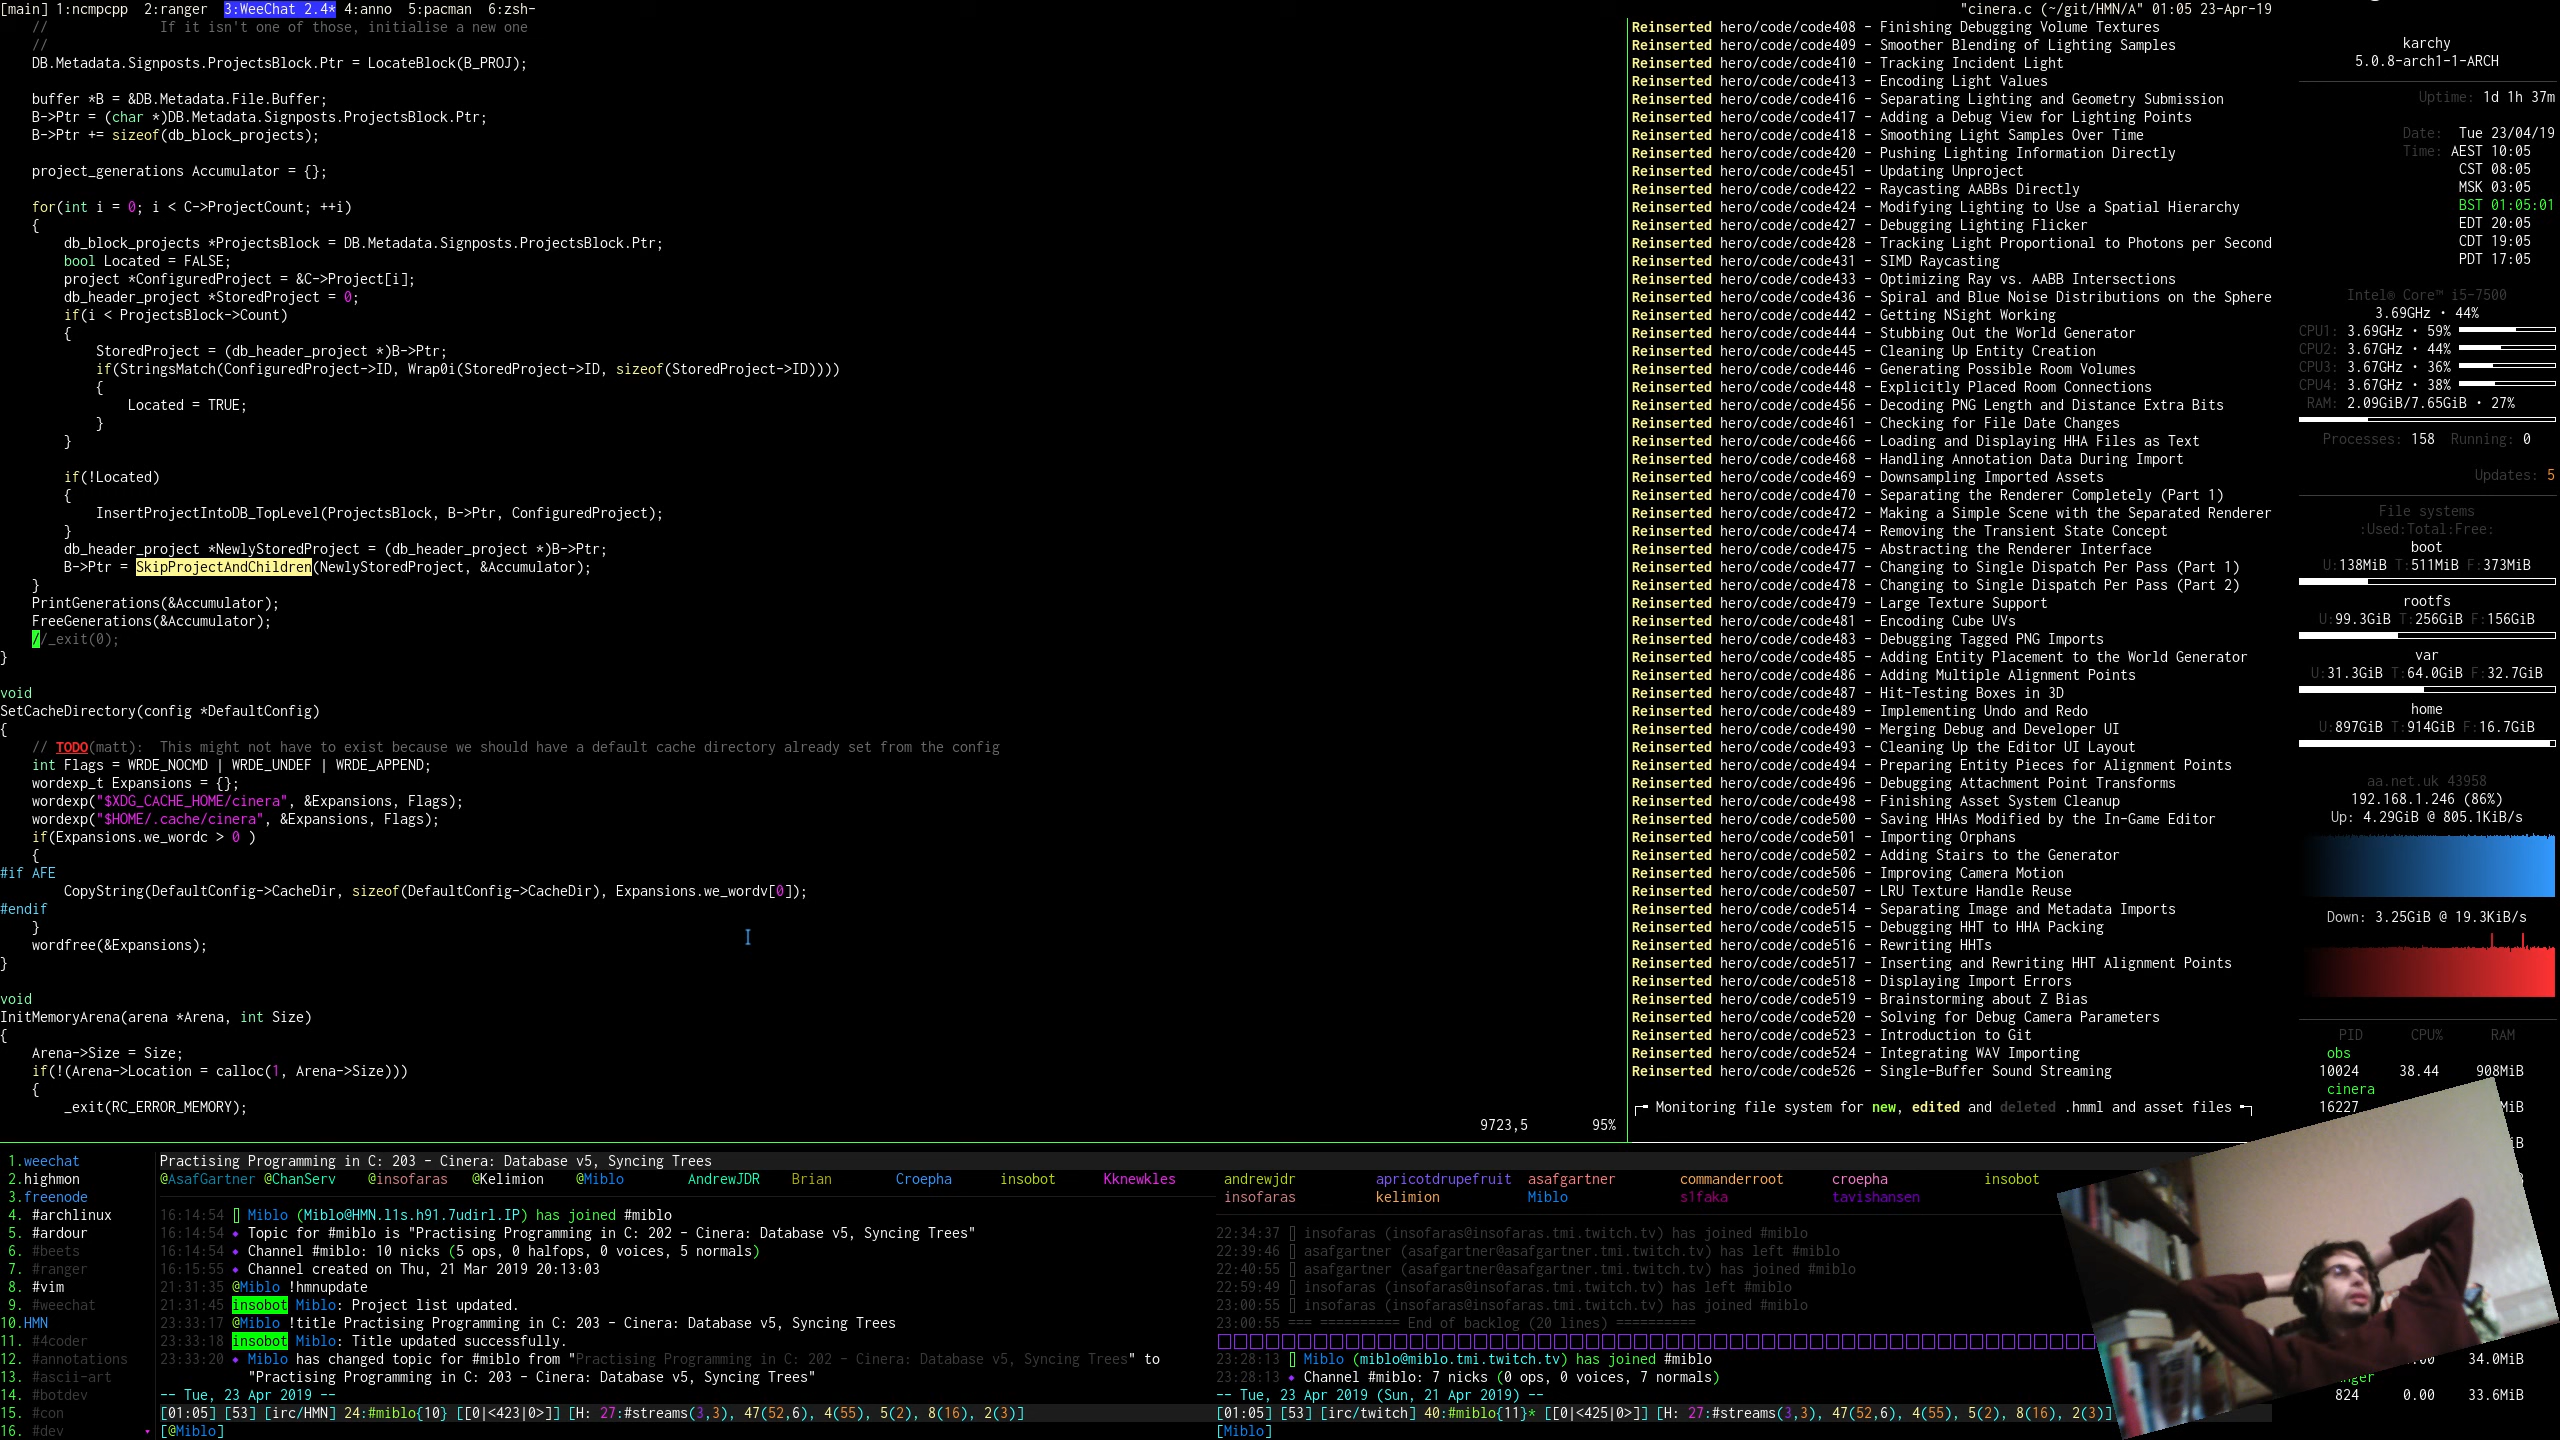 [main] 1:ncmpcpp  2:ranger  3:WeeChat 2.4* 4:anno  5:pacman  6:zsh-
"cinera.c (~/git/HMN/A" 01:05 23-Apr-19
//              If it isn't one of those, initialise a new one
//
DB.Metadata.Signposts.ProjectsBlock.Ptr = LocateBlock(B_PROJ);
buffer *B = &DB.Metadata.File.Buffer;
B->Ptr = (char *)DB.Metadata.Signposts.ProjectsBlock.Ptr;
B->Ptr += sizeof(db_block_projects);
project_generations Accumulator = {};
for(int i = 0; i < C->ProjectCount; ++i)
{
db_block_projects *ProjectsBlock = DB.Metadata.Signposts.ProjectsBlock.Ptr;
bool Located = FALSE;
project *ConfiguredProject = &C->Project[i];
db_header_project *StoredProject = 0;
if(i < ProjectsBlock->Count)
{
StoredProject = (db_header_project *)B->Ptr;
if(StringsMatch(ConfiguredProject->ID, Wrap0i(StoredProject->ID, sizeof(StoredProject->ID))))
{
Located = TRUE;
}
}
if(!Located)
{
InsertProjectIntoDB_TopLevel(ProjectsBlock, B->Ptr, ConfiguredProject);
}
db_header_project *NewlyStoredProject = (db_header_project *)B->Ptr;
B->Ptr = SkipProjectAndChildren(NewlyStoredProject, &Accumulator);
}
PrintGenerations(&Accumulator);
FreeGenerations(&Accumulator);
//_exit(0);
}
void
SetCacheDirectory(config *DefaultConfig)
{
// TODO(matt):  This might not have to exist because we should have a default cache directory already set from the config
int Flags = WRDE_NOCMD | WRDE_UNDEF | WRDE_APPEND;
wordexp_t Expansions = {};
wordexp("$XDG_CACHE_HOME/cinera", &Expansions, Flags);
wordexp("$HOME/.cache/cinera", &Expansions, Flags);
if(Expansions.we_wordc > 0 )
{
#if AFE
CopyString(DefaultConfig->CacheDir, sizeof(DefaultConfig->CacheDir), Expansions.we_wordv[0]);
#endif
}
wordfree(&Expansions);
}
void
InitMemoryArena(arena *Arena, int Size)
{
Arena->Size = Size;
if(!(Arena->Location = calloc(1, Arena->Size)))
{
_exit(RC_ERROR_MEMORY);
9723,5        95%
Reinserted hero/code/code408 - Finishing Debugging Volume Textures
Reinserted hero/code/code409 - Smoother Blending of Lighting Samples
Reinserted hero/code/code410 - Tracking Incident Light
Reinserted hero/code/code413 - Encoding Light Values
Reinserted hero/code/code416 - Separating Lighting and Geometry Submission
Reinserted hero/code/code417 - Adding a Debug View for Lighting Points
Reinserted hero/code/code418 - Smoothing Light Samples Over Time
Reinserted hero/code/code420 - Pushing Lighting Information Directly
Reinserted hero/code/code451 - Updating Unproject
Reinserted hero/code/code422 - Raycasting AABBs Directly
Reinserted hero/code/code424 - Modifying Lighting to Use a Spatial Hierarchy
Reinserted hero/code/code427 - Debugging Lighting Flicker
Reinserted hero/code/code428 - Tracking Light Proportional to Photons per Second
Reinserted hero/code/code431 - SIMD Raycasting
Reinserted hero/code/code433 - Optimizing Ray vs. AABB Intersections
Reinserted hero/code/code436 - Spiral and Blue Noise Distributions on the Sphere
Reinserted hero/code/code442 - Getting NSight Working
Reinserted hero/code/code444 - Stubbing Out the World Generator
Reinserted hero/code/code445 - Cleaning Up Entity Creation
Reinserted hero/code/code446 - Generating Possible Room Volumes
Reinserted hero/code/code448 - Explicitly Placed Room Connections
Reinserted hero/code/code456 - Decoding PNG Length and Distance Extra Bits
Reinserted hero/code/code461 - Checking for File Date Changes
Reinserted hero/code/code466 - Loading and Displaying HHA Files as Text
Reinserted hero/code/code468 - Handling Annotation Data During Import
Reinserted hero/code/code469 - Downsampling Imported Assets
Reinserted hero/code/code470 - Separating the Renderer Completely (Part 1)
Reinserted hero/code/code472 - Making a Simple Scene with the Separated Renderer
Reinserted hero/code/code474 - Removing the Transient State Concept
Reinserted hero/code/code475 - Abstracting the Renderer Interface
Reinserted hero/code/code477 - Changing to Single Dispatch Per Pass (Part 1)
Reinserted hero/code/code478 - Changing to Single Dispatch Per Pass (Part 2)
Reinserted hero/code/code479 - Large Texture Support
Reinserted hero/code/code481 - Encoding Cube UVs
Reinserted hero/code/code483 - Debugging Tagged PNG Imports
Reinserted hero/code/code485 - Adding Entity Placement to the World Generator
Reinserted hero/code/code486 - Adding Multiple Alignment Points
Reinserted hero/code/code487 - Hit-Testing Boxes in 3D
Reinserted hero/code/code489 - Implementing Undo and Redo
Reinserted hero/code/code490 - Merging Debug and Developer UI
Reinserted hero/code/code493 - Cleaning Up the Editor UI Layout
Reinserted hero/code/code494 - Preparing Entity Pieces for Alignment Points
Reinserted hero/code/code496 - Debugging Attachment Point Transforms
Reinserted hero/code/code498 - Finishing Asset System Cleanup
Reinserted hero/code/code500 - Saving HHAs Modified by the In-Game Editor
Reinserted hero/code/code501 - Importing Orphans
Reinserted hero/code/code502 - Adding Stairs to the Generator
Reinserted hero/code/code506 - Improving Camera Motion
Reinserted hero/code/code507 - LRU Texture Handle Reuse
Reinserted hero/code/code514 - Separating Image and Metadata Imports
Reinserted hero/code/code515 - Debugging HHT to HHA Packing
Reinserted hero/code/code516 - Rewriting HHTs
Reinserted hero/code/code517 - Inserting and Rewriting HHT Alignment Points
Reinserted hero/code/code518 - Displaying Import Errors
Reinserted hero/code/code519 - Brainstorming about Z Bias
Reinserted hero/code/code520 - Solving for Debug Camera Parameters
Reinserted hero/code/code523 - Introduction to Git
Reinserted hero/code/code524 - Integrating WAV Importing
Reinserted hero/code/code526 - Single-Buffer Sound Streaming
Monitoring file system for new, edited and deleted .hmml and asset files
karchy
5.0.8-arch1-1-ARCH
Uptime: 1d 1h 37m
Date:  Tue 23/04/19
Time: AEST 10:05
CST 08:05
MSK 03:05
BST 01:05:01
EDT 20:05
CDT 19:05
PDT 17:05
Intel® Core™ i5-7500
3.69GHz • 44%
CPU1: 3.69GHz • 59%
CPU2: 3.67GHz • 44%
CPU3: 3.67GHz • 36%
CPU4: 3.67GHz • 38%
RAM: 2.09GiB/7.65GiB • 27%
Processes: 158  Running: 0
Updates: 5
File systems
:Used:Total:Free:
boot
U:138MiB T:511MiB F:373MiB
rootfs
U:99.3GiB T:256GiB F:156GiB
var
U:31.3GiB T:64.0GiB F:32.7GiB
home
U:897GiB T:914GiB F:16.7GiB
aa.net.uk 43958
192.168.1.246 (86%)
Up: 4.29GiB @ 805.1KiB/s
Down: 3.25GiB @ 19.3KiB/s
PID  CPU%  RAM
obs
10024  38.44  908MiB
cinera
16227  MiB
34.0MiB
824  0.00  33.6MiB
1.weechat
2.highmon
3.freenode
4. #archlinux
5. #ardour
6. #beets
7. #ranger
8. #vim
9. #weechat
10.HMN
11. #4coder
12. #annotations
13. #ascii-art
14. #botdev
15. #con
16. #dev
Practising Programming in C: 203 - Cinera: Database v5, Syncing Trees
@AsafGartner @ChanServ @insofaras @Kelimion @Miblo AndrewJDR Brian Croepha insobot Kknewkles
16:14:54 Miblo (Miblo@HMN.l1s.h91.7udirl.IP) has joined #miblo
16:14:54 ⬥ Topic for #miblo is "Practising Programming in C: 202 - Cinera: Database v5, Syncing Trees"
16:14:54 ⬥ Channel #miblo: 10 nicks (5 ops, 0 halfops, 0 voices, 5 normals)
16:15:55 ⬥ Channel created on Thu, 21 Mar 2019 20:13:03
21:31:35 @Miblo !hmnupdate
21:31:45 insobot Miblo: Project list updated.
23:33:17 @Miblo !title Practising Programming in C: 203 - Cinera: Database v5, Syncing Trees
23:33:18 insobot Miblo: Title updated successfully.
23:33:20 ⬥ Miblo has changed topic for #miblo from "Practising Programming in C: 202 - Cinera: Database v5, Syncing Trees" to
"Practising Programming in C: 203 - Cinera: Database v5, Syncing Trees"
-- Tue, 23 Apr 2019 --
[01:05] [53] [irc/HMN] 24:#miblo{10} [[0|<423|0>]] [H: 27:#streams(3,3), 47(52,6), 4(55), 5(2), 8(16), 2(3)]
[@Miblo]
andrewjdr apricotdrupefruit asafgartner commanderroot croepha insobot
insofaras kelimion Miblo s1faka tavishansen
22:34:37 insofaras (insofaras@insofaras.tmi.twitch.tv) has joined #miblo
22:39:46 asafgartner (asafgartner@asafgartner.tmi.twitch.tv) has left #miblo
22:40:55 asafgartner (asafgartner@asafgartner.tmi.twitch.tv) has joined #miblo
22:59:49 insofaras (insofaras@insofaras.tmi.twitch.tv) has left #miblo
23:00:55 insofaras (insofaras@insofaras.tmi.twitch.tv) has joined #miblo
23:00:55 === ========== End of backlog (20 lines) ==========
23:28:13 Miblo (miblo@miblo.tmi.twitch.tv) has joined #miblo
23:28:13 ⬥ Channel #miblo: 7 nicks (0 ops, 0 voices, 7 normals)
-- Tue, 23 Apr 2019 (Sun, 21 Apr 2019) --
[01:05] [53] [irc/twitch] 40:#miblo{11}* [[0|<425|0>]] [H: 27:#streams(3,3), 47(52,6), 4(55), 5(2), 8(16), 2(3)]
[Miblo]